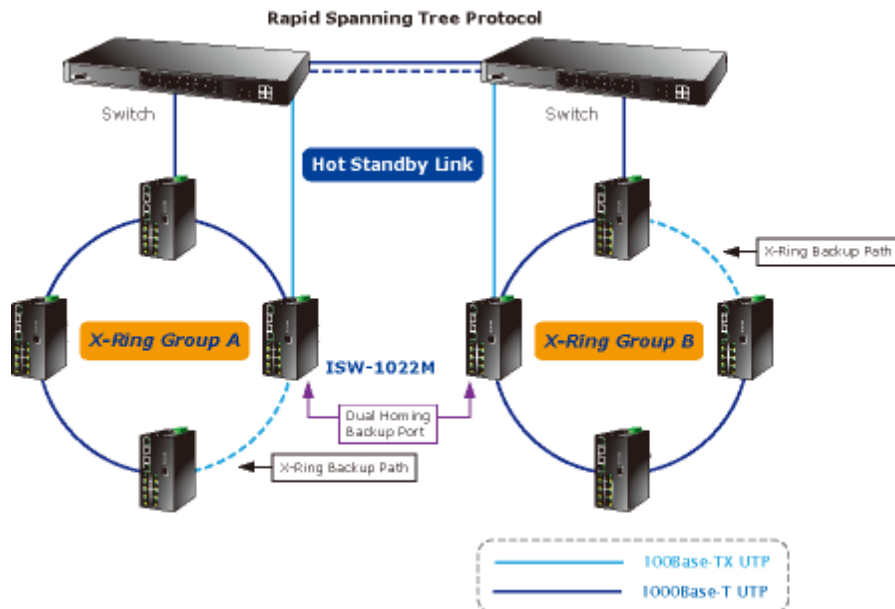 Rapid Spanning Tree Protocol
Switch
Switch
Hot Standby Link
X-Ring Backup Path
X-Ring Group A
X-Ring Group B
ISW-1022M
Dual Homing
Backup Port
X-Ring Backup Path
100Base-TX UTP
1000Base-T UTP